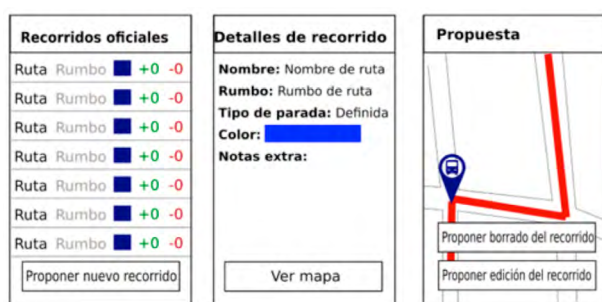 Recorridos oficiales
Ruta Rumbo +0 -0
Ruta Rumbo +0 -0
Ruta Rumbo +0 -0
Ruta Rumbo +0 -0
Ruta Rumbo +0 -0
Ruta Rumbo +0 -0
Ruta Rumbo +0 -0
Proponer nuevo recorrido
Detalles de recorrido
Nombre: Nombre de ruta
Rumbo: Rumbo de ruta
Tipo de parada: Definida
Color:
Notas extra:
Ver mapa
Propuesta
Proponer borrado del recorrido
Proponer edición del recorrido